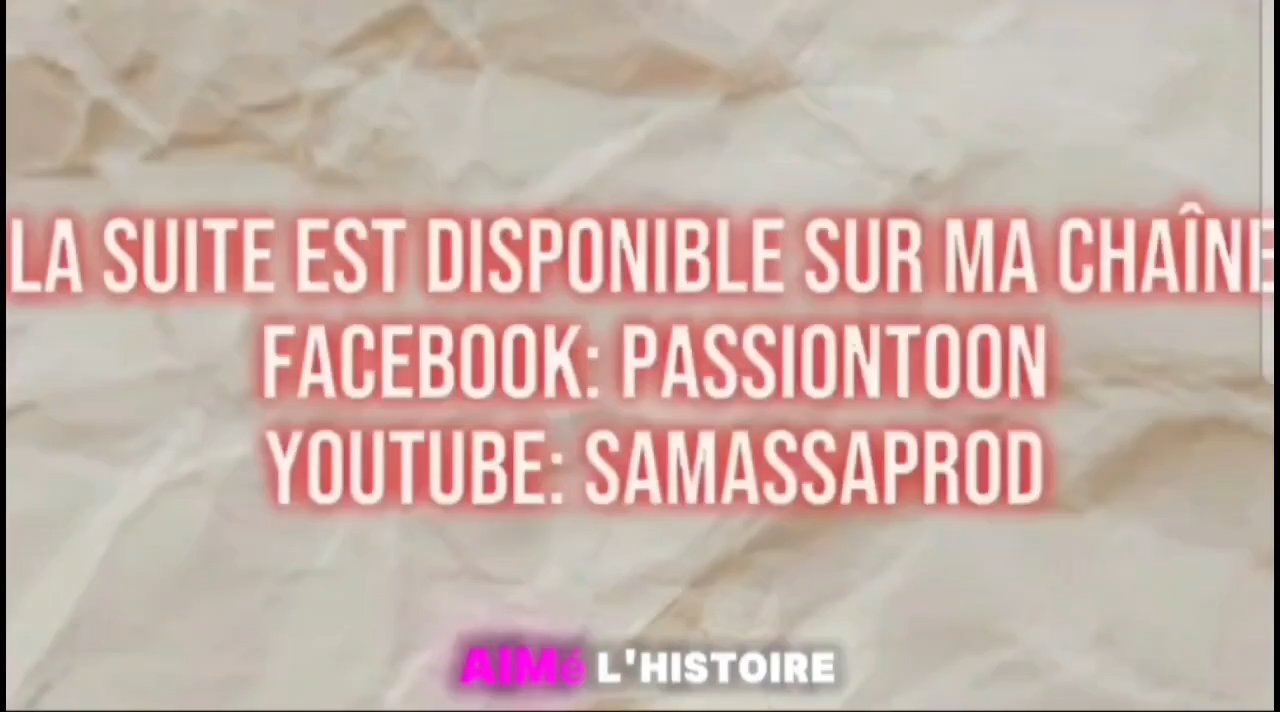 LA SUITE EST DISPONIBLE SUR MA CHAÎNE
FACEBOOK: PASSIONTOON
YOUTUBE: SAMASSAPROD
AIMé L'HISTOIRE